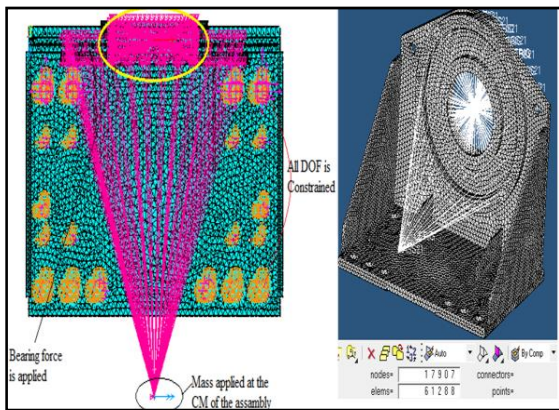 All DOF is
Constrained
Bearing force
is applied
Mass applied at the
CM of the assembly
Auto
By Comp
nodes= 17907 connectors=
elems= 61288 points=